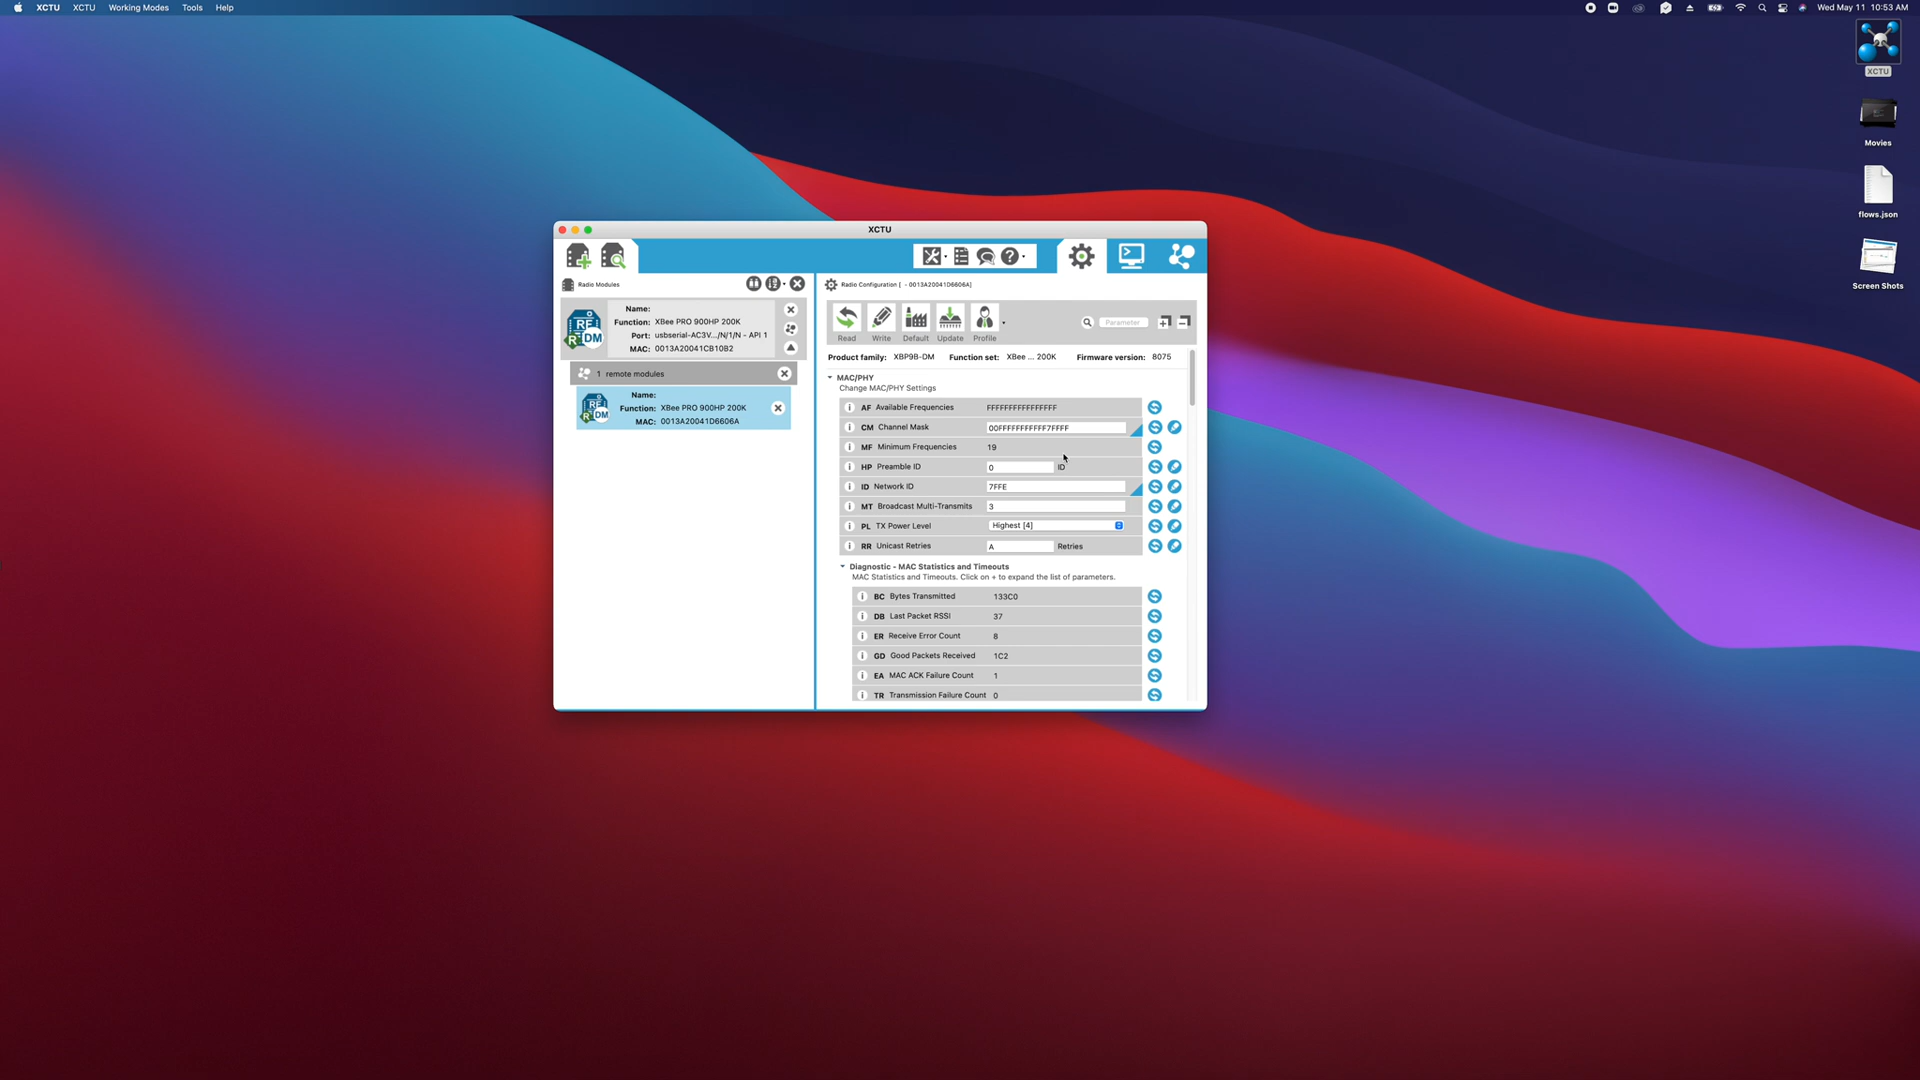 XCTU XCTU Working Modes Tools Help
Wed May 11 10:53 AM
XCTU
Movies
flows.json
Screen Shots
XCTU
Radio Modules
Name:
Function: XBee PRO 900HP 200K
Port: usbserial-AC3V.../N/1/N - API 1
MAC: 0013A20041CB10B2
1 remote modules
Name:
Function: XBee PRO 900HP 200K
MAC: 0013A20041D6606A
Radio Configuration [ - 0013A20041D6606A]
Read Write Default Update Profile
Parameter
Product family: XBP9B-DM Function set: XBee ... 200K Firmware version: 8075
MAC/PHY
Change MAC/PHY Settings
i AF Available Frequencies FFFFFFFFFFFFFFFF
i CM Channel Mask 00FFFFFFFFFFF7FFFF
i MF Minimum Frequencies 19
i HP Preamble ID 0 ID
i ID Network ID 7FFE
i MT Broadcast Multi-Transmits 3
i PL TX Power Level Highest [4]
i RR Unicast Retries A Retries
Diagnostic - MAC Statistics and Timeouts
MAC Statistics and Timeouts. Click on + to expand the list of parameters.
i BC Bytes Transmitted 133C0
i DB Last Packet RSSI 37
i ER Receive Error Count 8
i GD Good Packets Received 1C2
i EA MAC ACK Failure Count 1
i TR Transmission Failure Count 0